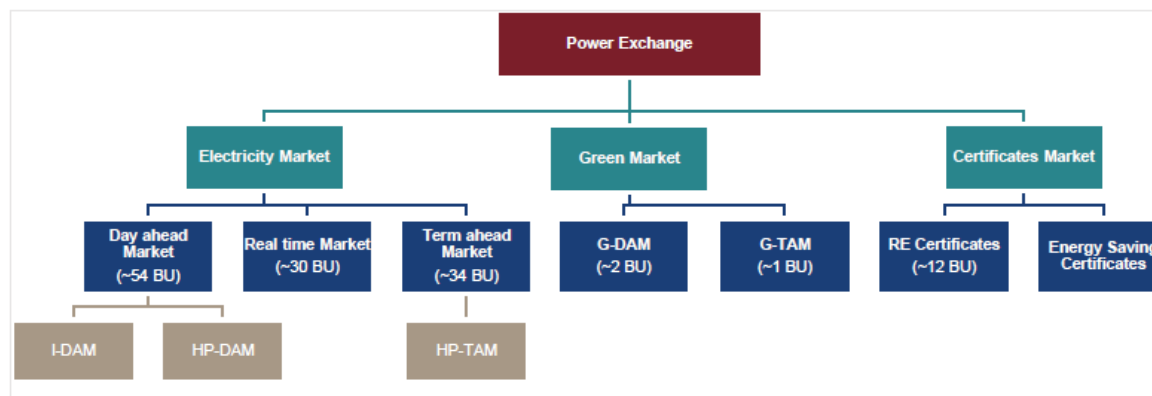 Power Exchange
Electricity Market
Green Market
Certificates Market
Day ahead
Market
(~54 BU)
Real time Market
(~30 BU)
Term ahead
Market
(~34 BU)
G-DAM
(~2 BU)
G-TAM
(~1 BU)
RE Certificates
(~12 BU)
Energy Saving
Certificates
I-DAM
HP-DAM
HP-TAM